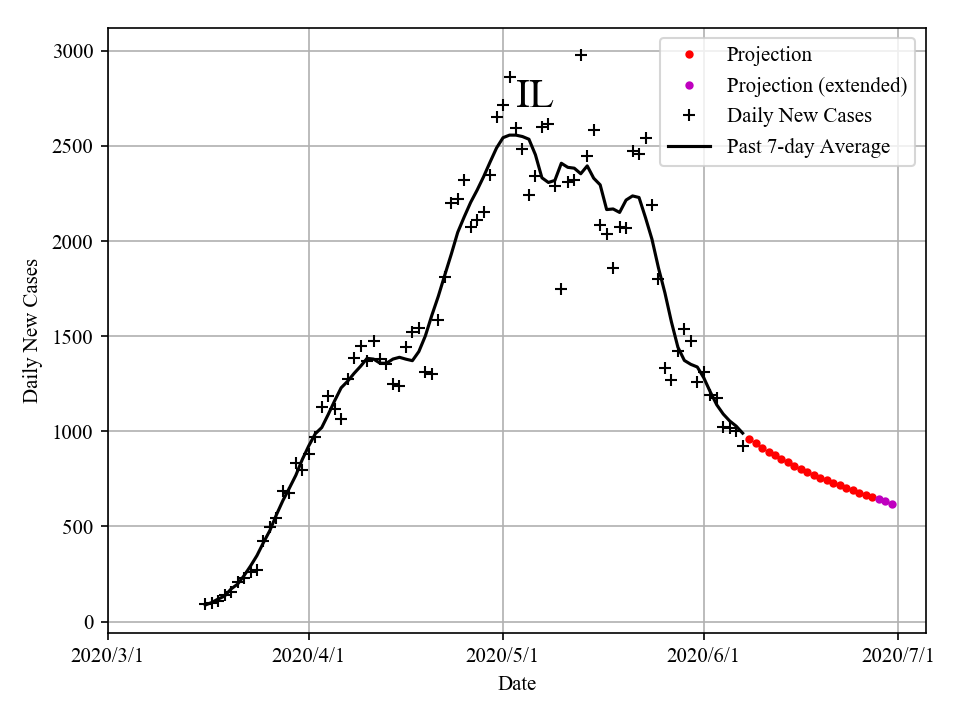 3000
2500
2000
1500
1000
500
0
Daily New Cases
IL
Projection
Projection (extended)
Daily New Cases
Past 7-day Average
2020/3/1
2020/4/1
2020/5/1
2020/6/1
2020/7/1
Date